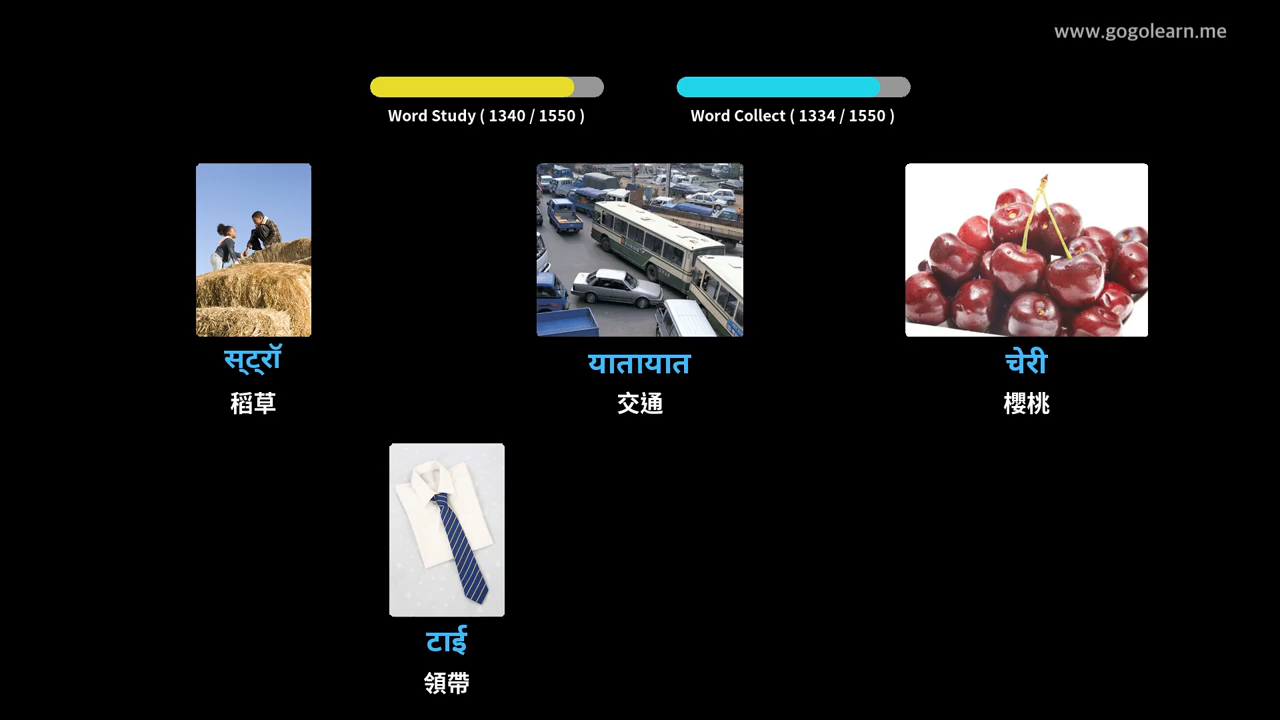 www.gogolearn.me
Word Study ( 1340 / 1550 )
Word Collect ( 1334 / 1550 )
स्ट्रॉ
यातायात
चेरी
稻草
交通
櫻桃
टाई
領帶